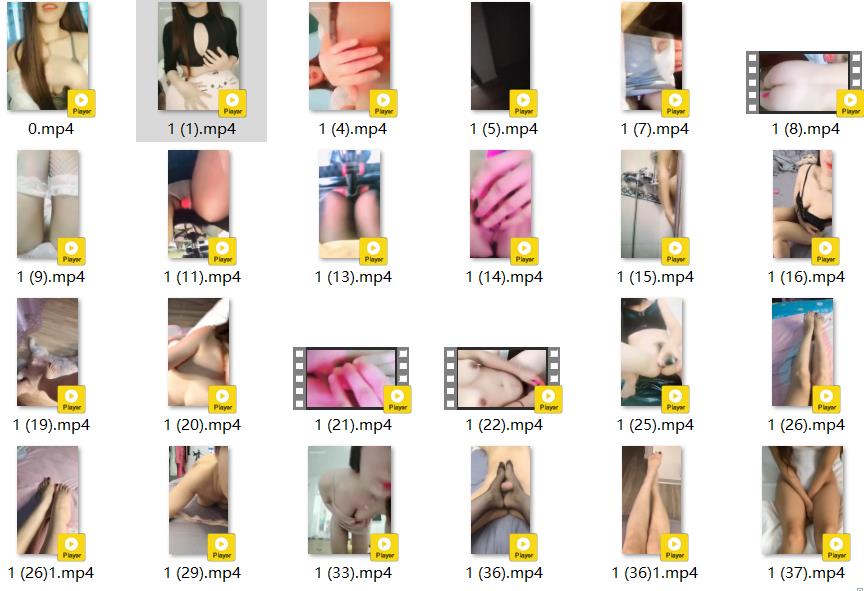 Player
Player
Player
Player
Player
Player
0.mp4
1 (1).mp4
1 (4).mp4
1 (5).mp4
1 (7).mp4
1 (8).mp4
Player
Player
Player
Player
Player
Player
1 (9).mp4
1 (11).mp4
1 (13).mp4
1 (14).mp4
1 (15).mp4
1 (16).mp4
Player
Player
Player
Player
Player
Player
1 (19).mp4
1 (20).mp4
1 (21).mp4
1 (22).mp4
1 (25).mp4
1 (26).mp4
Player
Player
Player
Player
Player
Player
1 (26)1.mp4
1 (29).mp4
1 (33).mp4
1 (36).mp4
1 (36)1.mp4
1 (37).mp4